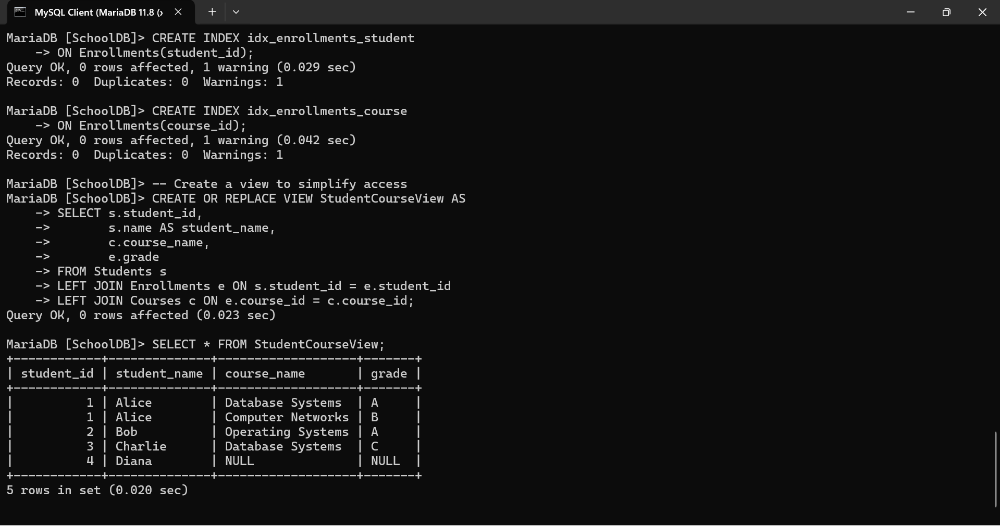 MySQL Client (MariaDB 11.8 (x
MariaDB [SchoolDB]> CREATE INDEX idx_enrollments_student
    -> ON Enrollments(student_id);
Query OK, 0 rows affected, 1 warning (0.029 sec)
Records: 0  Duplicates: 0  Warnings: 1
MariaDB [SchoolDB]> CREATE INDEX idx_enrollments_course
    -> ON Enrollments(course_id);
Query OK, 0 rows affected, 1 warning (0.042 sec)
Records: 0  Duplicates: 0  Warnings: 1
MariaDB [SchoolDB]> -- Create a view to simplify access
MariaDB [SchoolDB]> CREATE OR REPLACE VIEW StudentCourseView AS
    -> SELECT s.student_id,
    ->        s.name AS student_name,
    ->        c.course_name,
    ->        e.grade
    -> FROM Students s
    -> LEFT JOIN Enrollments e ON s.student_id = e.student_id
    -> LEFT JOIN Courses c ON e.course_id = c.course_id;
Query OK, 0 rows affected (0.023 sec)
MariaDB [SchoolDB]> SELECT * FROM StudentCourseView;
+------------+--------------+-------------------+-------+
| student_id | student_name | course_name       | grade |
+------------+--------------+-------------------+-------+
|          1 | Alice        | Database Systems  | A     |
|          1 | Alice        | Computer Networks | B     |
|          2 | Bob          | Operating Systems | A     |
|          3 | Charlie      | Database Systems  | C     |
|          4 | Diana        | NULL              | NULL  |
+------------+--------------+-------------------+-------+
5 rows in set (0.020 sec)